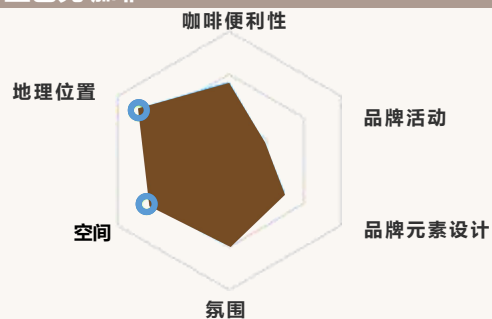 咖啡便利性
地理位置
品牌活动
空间
品牌元素设计
氛围